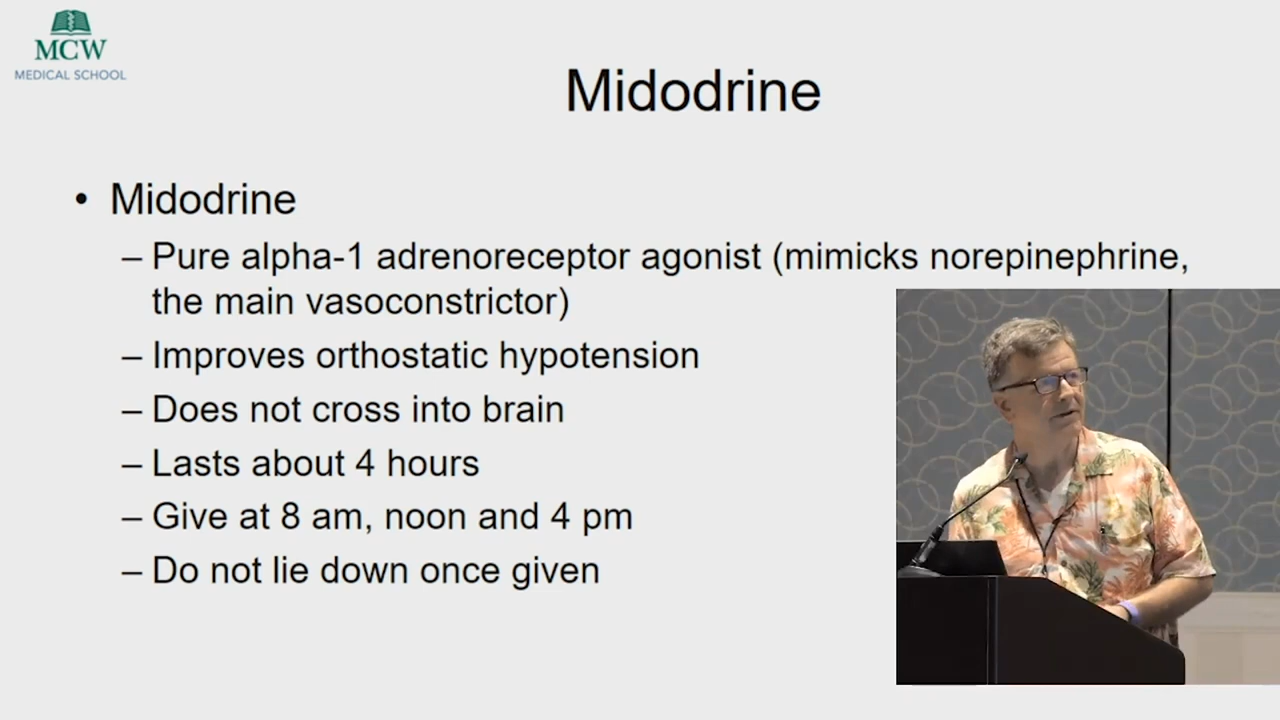 MCW
MEDICAL SCHOOL
Midodrine
• Midodrine
– Pure alpha-1 adrenoreceptor agonist (mimicks norepinephrine,
the main vasoconstrictor)
– Improves orthostatic hypotension
– Does not cross into brain
– Lasts about 4 hours
– Give at 8 am, noon and 4 pm
– Do not lie down once given